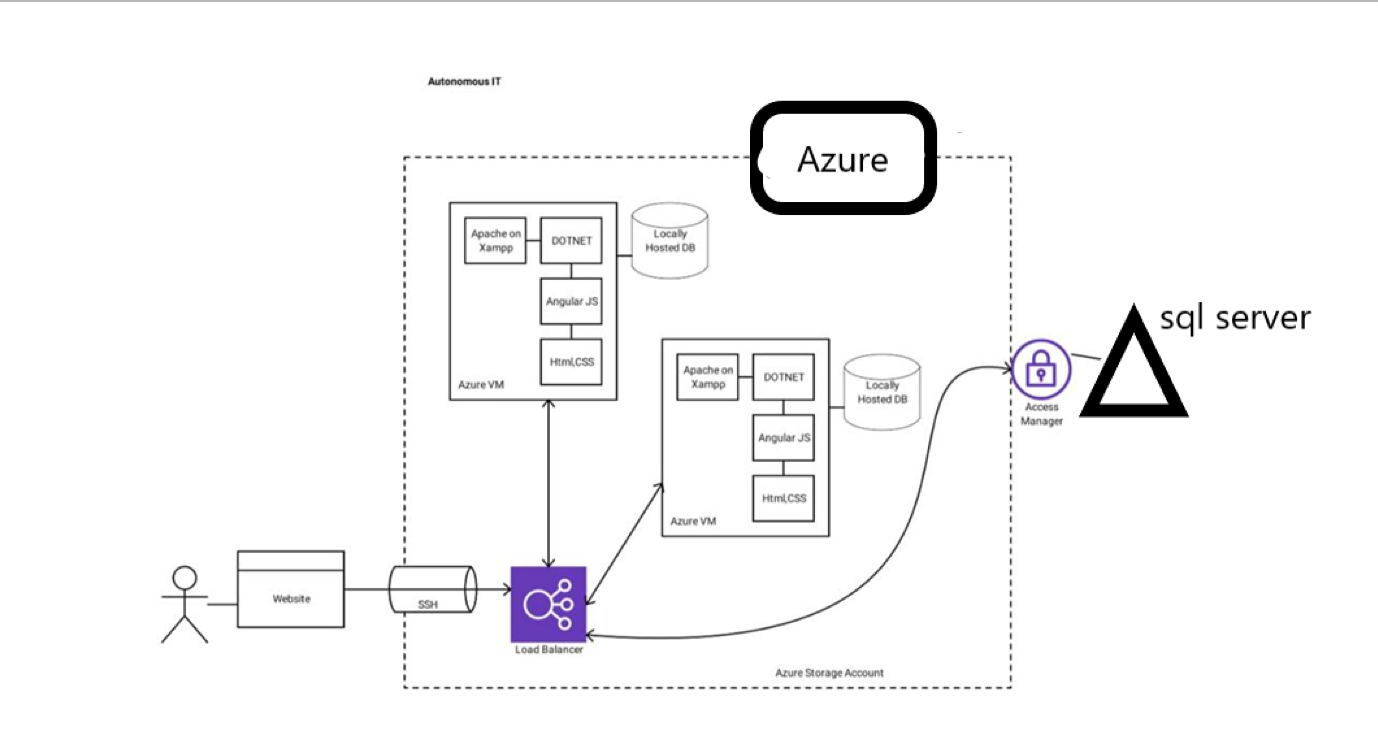 Autonomous IT
Azure
Apache on
Xampp
DOTNET
Angular JS
Html,CSS
Azure VM
Locally
Hosted DB
Apache on
Xampp
DOTNET
Angular JS
Html,CSS
Azure VM
Locally
Hosted DB
sql server
Access
Manager
Website
SSH
Load Balancer
Azure Storage Account